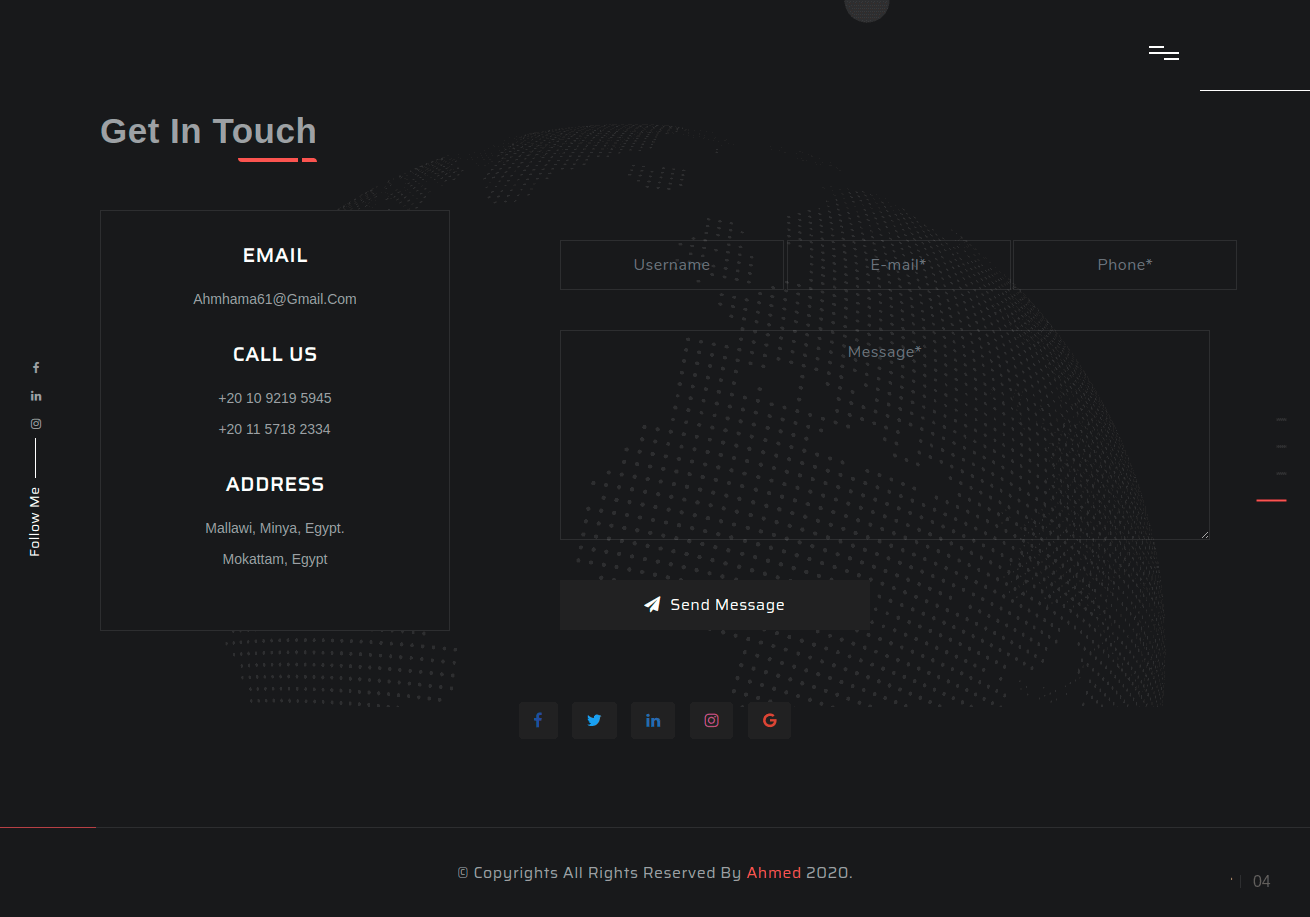 Get In Touch
EMAIL
Ahmhama61@Gmail.Com
CALL US
+20 10 9219 5945
+20 11 5718 2334
ADDRESS
Mallawi, Minya, Egypt.
Mokattam, Egypt
Username
E-mail*
Phone*
Message*
Send Message
Follow Me
© Copyrights All Rights Reserved By Ahmed 2020.
04